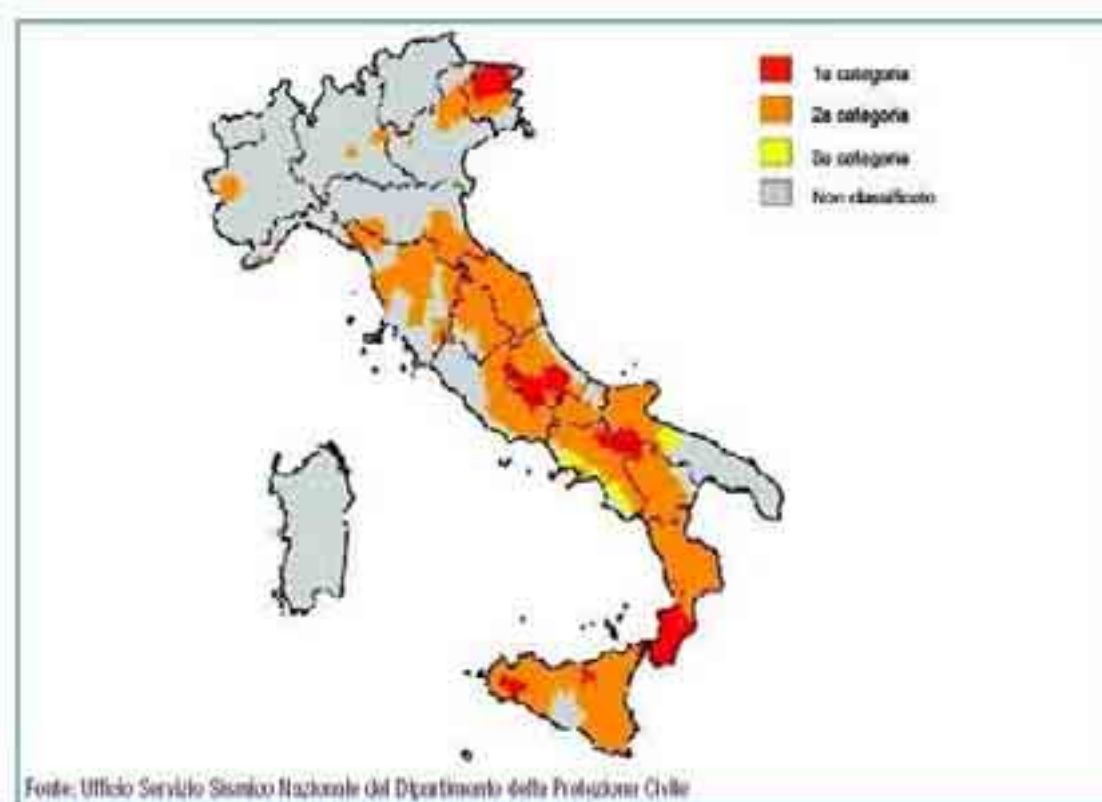 1a categoria
2a categoria
3a categoria
Non classificato
Fonte: Ufficio Servizio Sismico Nazionale del Dipartimento della Protezione Civile